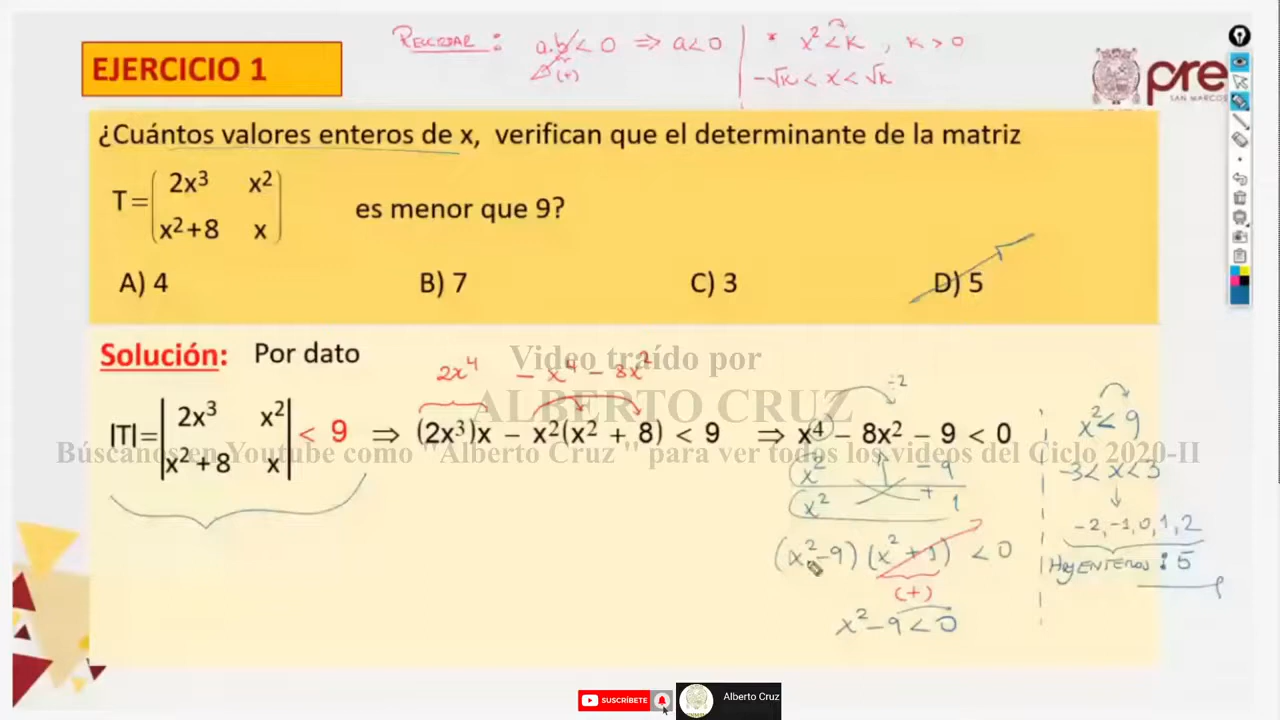 RECORDAR: a.b < 0 ⇒ a<0 | * x² < K , K > 0
(+) -√K < x < √K
EJERCICIO 1
pre
SAN MARCOS
¿Cuántos valores enteros de x, verifican que el determinante de la matriz
T = ( 2x³ x² )
( x²+8 x ) es menor que 9?
A) 4 B) 7 C) 3 D) 5
Solución: Por dato
Video traído por
ALBERTO CRUZ
Búscanos en Youtube como "Alberto Cruz " para ver todos los videos del Ciclo 2020-II
2x⁴ - x⁴ - 8x²
÷2
|T| = | 2x³ x² | < 9 ⇒ (2x³)x − x²(x² + 8) < 9 ⇒ x⁴ − 8x² − 9 < 0
| x²+8 x |
x² -9
x² + 1
(x²-9) (x²+1) < 0
(+)
x²-9<0
x² < 9
-3< x<3
-2,-1,0,1,2
Hay ENTEROS : 5
SUSCRÍBETE
Alberto Cruz